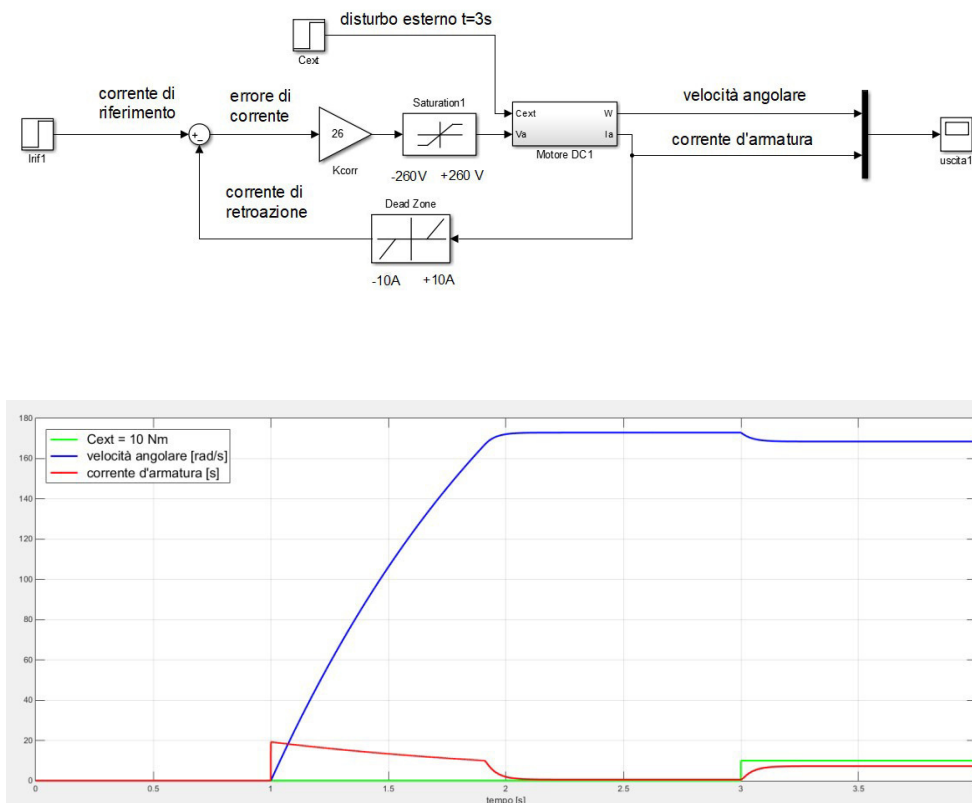 disturbo esterno t=3s
Cext
corrente di
riferimento
errore di
corrente
Saturation1
velocità angolare
Irif1
+
−
26
Kcorr
Cext
Va
W
Ia
Motore DC1
corrente d'armatura
uscita1
-260V +260 V
corrente di
retroazione
Dead Zone
-10A +10A
180
160
140
120
100
80
60
40
20
0
Cext = 10 Nm
velocità angolare [rad/s]
corrente d'armatura [s]
0 0.5 1 1.5 2 2.5 3 3.5
tempo [s]